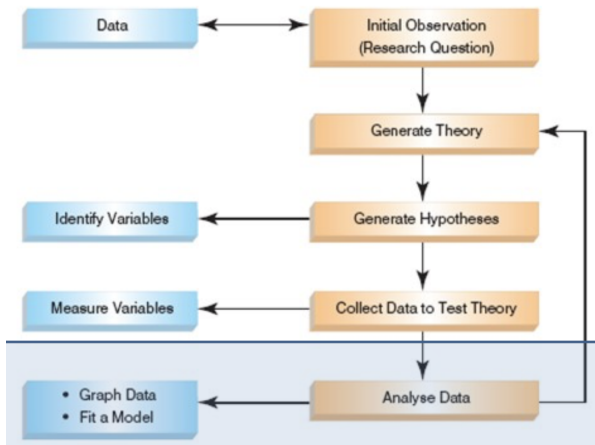 Data
Initial Observation
(Research Question)
Generate Theory
Identify Variables
Generate Hypotheses
Measure Variables
Collect Data to Test Theory
• Graph Data
• Fit a Model
Analyse Data